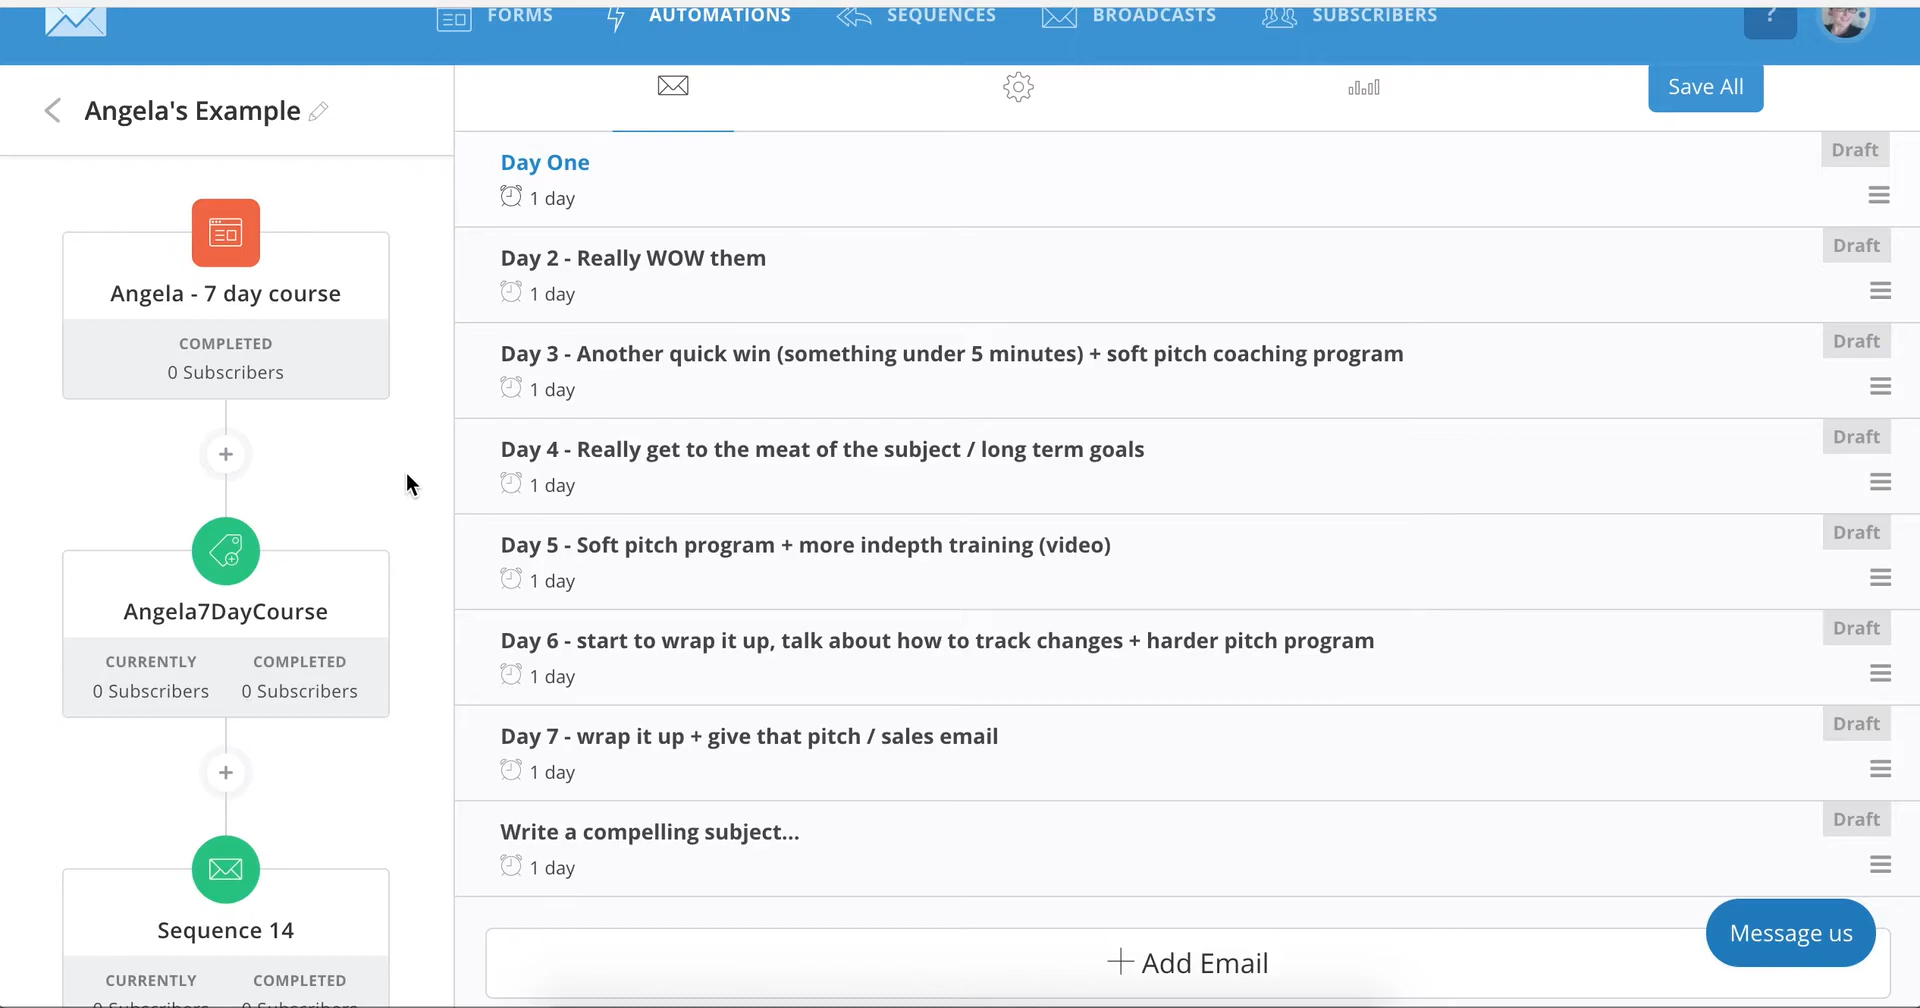 FORMS
AUTOMATIONS
SEQUENCES
BROADCASTS
SUBSCRIBERS
?
Angela's Example
Save All
Angela - 7 day course
COMPLETED
0 Subscribers
+
Angela7DayCourse
CURRENTLY COMPLETED
0 Subscribers 0 Subscribers
+
Sequence 14
CURRENTLY COMPLETED
0 Subscribers 0 Subscribers
Day One
Draft
1 day
Day 2 - Really WOW them
Draft
1 day
Day 3 - Another quick win (something under 5 minutes) + soft pitch coaching program
Draft
1 day
Day 4 - Really get to the meat of the subject / long term goals
Draft
1 day
Day 5 - Soft pitch program + more indepth training (video)
Draft
1 day
Day 6 - start to wrap it up, talk about how to track changes + harder pitch program
Draft
1 day
Day 7 - wrap it up + give that pitch / sales email
Draft
1 day
Write a compelling subject...
Draft
1 day
+ Add Email
Message us